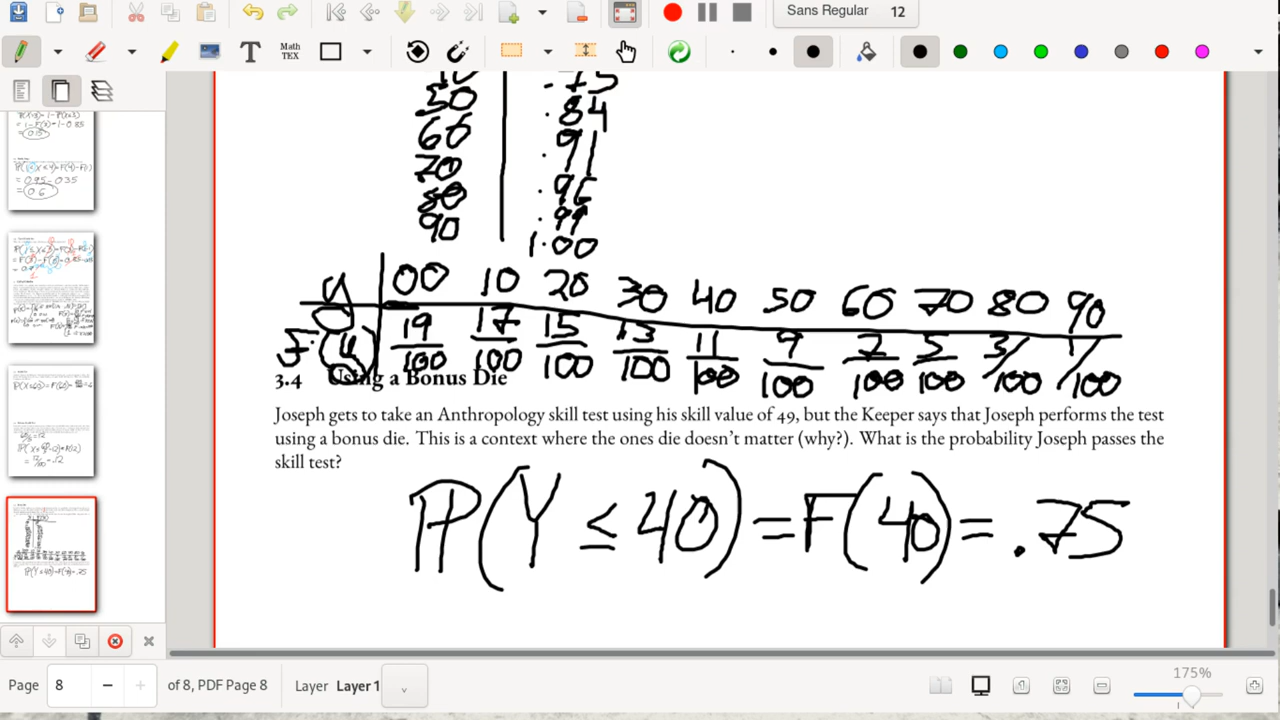 Sans Regular 12
Math
TEX
50 .84
60 .91
70 .96
80 .99
90 1.00
y 00 10 20 30 40 50 60 70 80 90
19/100 17/100 15/100 13/100 11/100 9/100 7/100 5/100 3/100 1/100
3.4 Using a Bonus Die
Joseph gets to take an Anthropology skill test using his skill value of 49, but the Keeper says that Joseph performs the test
using a bonus die. This is a context where the ones die doesn't matter (why?). What is the probability Joseph passes the
skill test?
P(Y ≤ 40) = F(40) = .75
Page 8 of 8, PDF Page 8 Layer Layer 1 175%